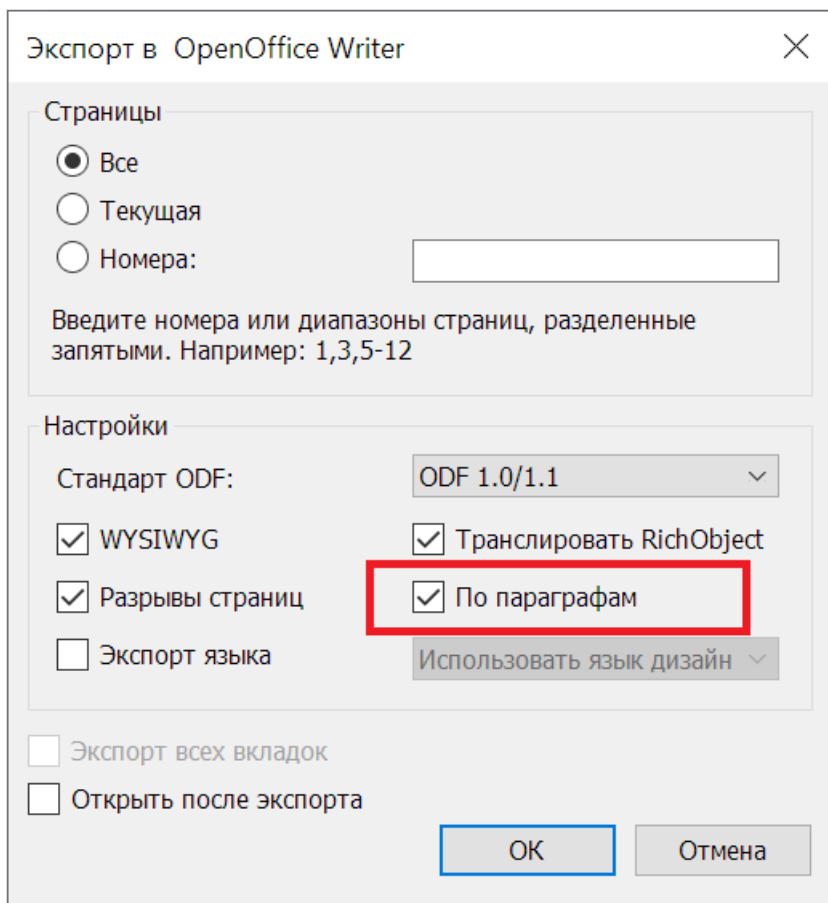 Экспорт в OpenOffice Writer
Страницы
Все
Текущая
Номера:
Введите номера или диапазоны страниц, разделенные
запятыми. Например: 1,3,5-12
Настройки
Стандарт ODF: ODF 1.0/1.1
WYSIWYG Транслировать RichObject
Разрывы страниц По параграфам
Экспорт языка Использовать язык дизайн
Экспорт всех вкладок
Открыть после экспорта
ОК Отмена